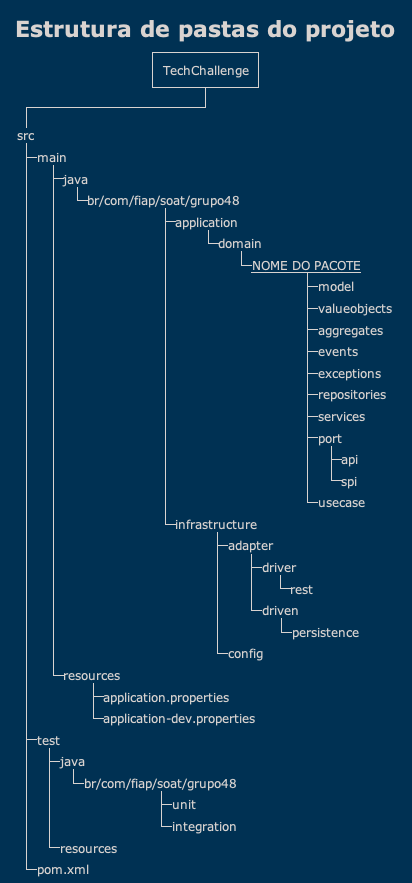 Estrutura de pastas do projeto
TechChallenge
src
main
java
br/com/fiap/soat/grupo48
application
domain
NOME DO PACOTE
model
valueobjects
aggregates
events
exceptions
repositories
services
port
api
spi
usecase
infrastructure
adapter
driver
rest
driven
persistence
config
resources
application.properties
application-dev.properties
test
java
br/com/fiap/soat/grupo48
unit
integration
resources
pom.xml